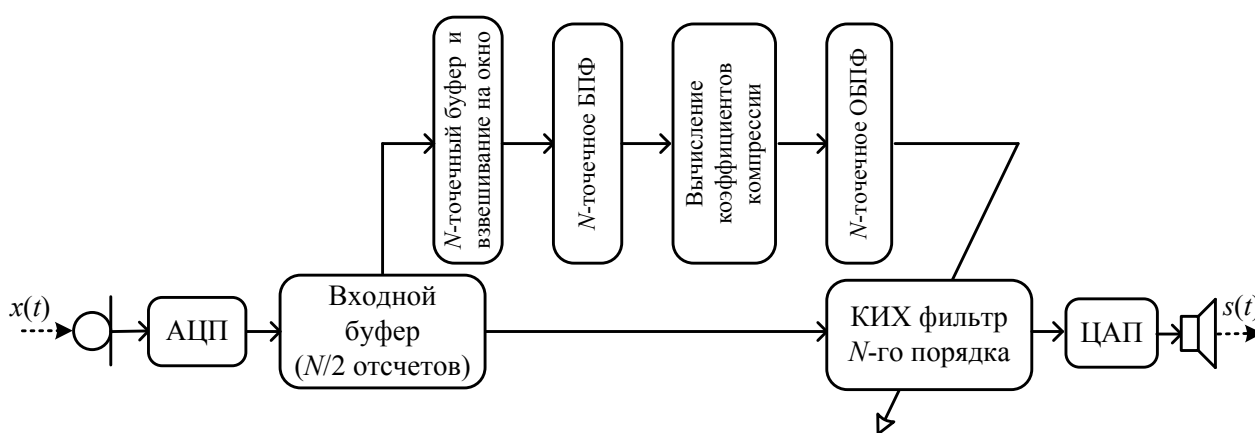 N-точечный буфер и
взвешивание на окно
N-точечное БПФ
Вычисление
коэффициентов
компрессии
N-точечное ОБПФ
x(t)
АЦП
Входной
буфер
(N/2 отсчетов)
КИХ фильтр
N-го порядка
ЦАП
s(t)